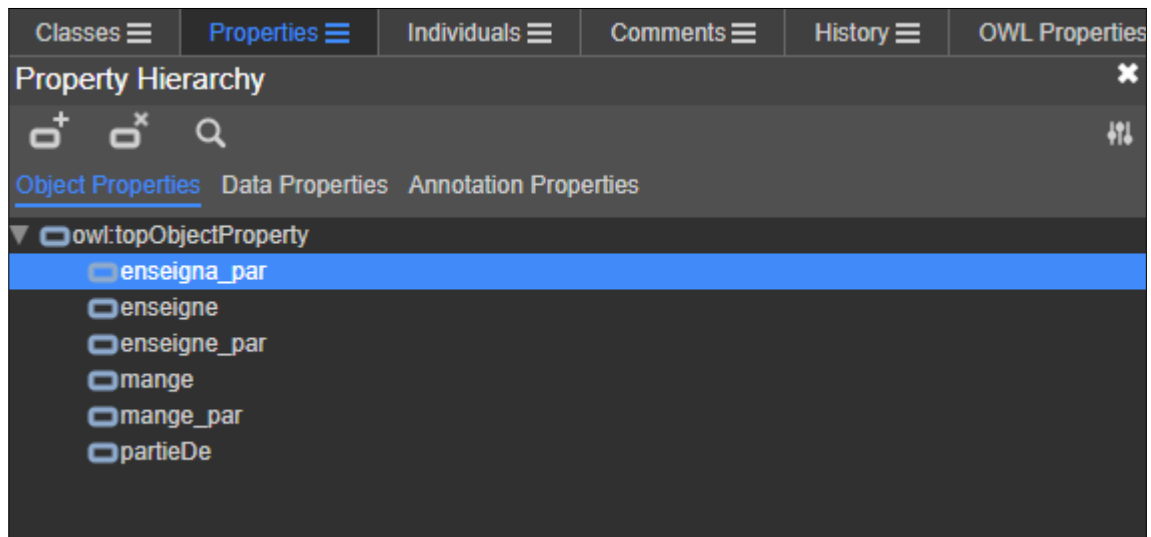 Classes Properties Individuals Comments History OWL Properties
Property Hierarchy
Object Properties Data Properties Annotation Properties
owl:topObjectProperty
enseigna_par
enseigne
enseigne_par
mange
mange_par
partieDe